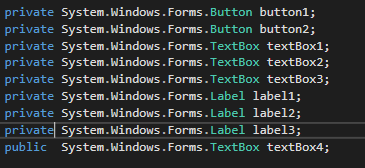 private System.Windows.Forms.Button button1;
private System.Windows.Forms.Button button2;
private System.Windows.Forms.TextBox textBox1;
private System.Windows.Forms.TextBox textBox2;
private System.Windows.Forms.TextBox textBox3;
private System.Windows.Forms.Label label1;
private System.Windows.Forms.Label label2;
private System.Windows.Forms.Label label3;
public  System.Windows.Forms.TextBox textBox4;